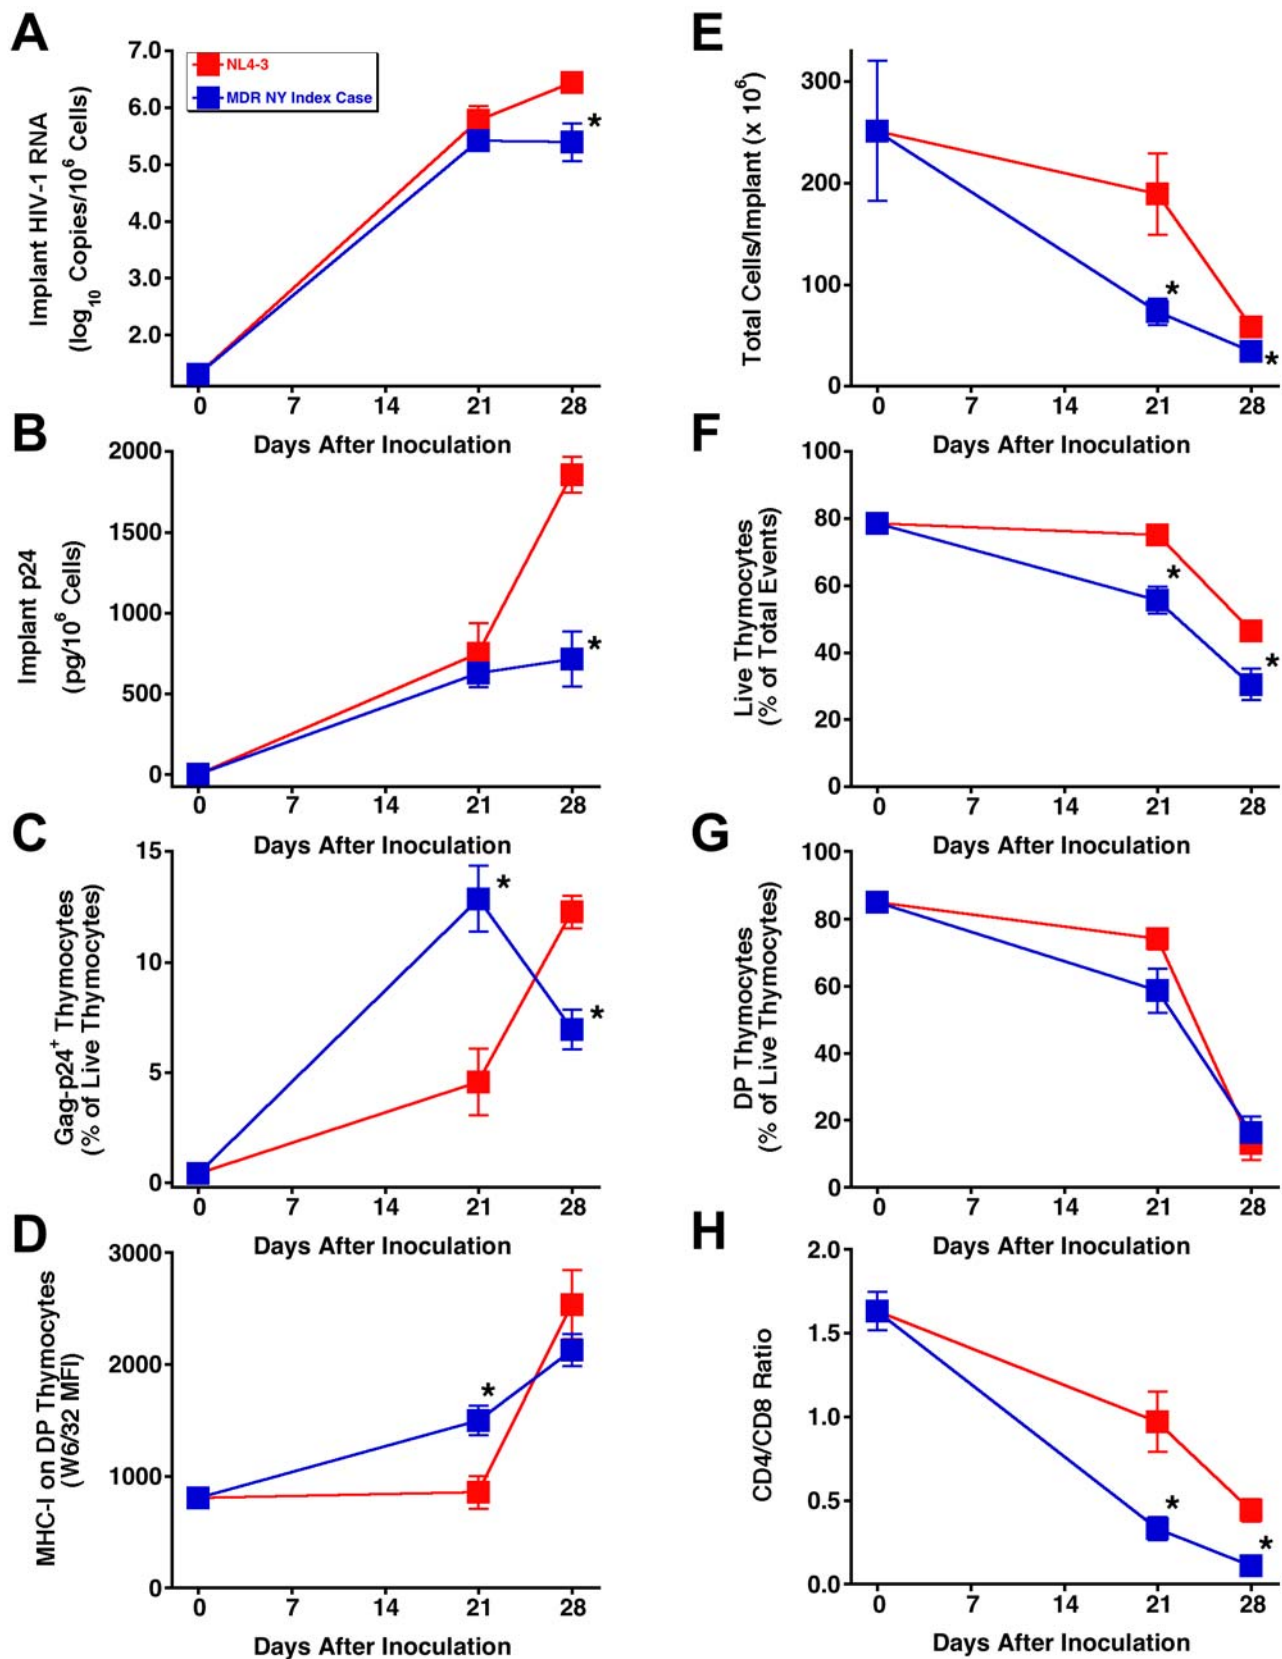 A
7.0
6.0
5.0
4.0
3.0
2.0
Implant HIV-1 RNA
(log10 Copies/10^6 Cells)
NL4-3
MDR NY Index Case
*
0 7 14 21 28
Days After Inoculation
B
2000
1500
1000
500
0
Implant p24
(pg/10^6 Cells)
*
0 7 14 21 28
Days After Inoculation
C
15
10
5
0
Gag-p24+ Thymocytes
(% of Live Thymocytes)
*
*
0 7 14 21 28
Days After Inoculation
D
3000
2000
1000
0
MHC-I on DP Thymocytes
(W6/32 MFI)
*
0 7 14 21 28
Days After Inoculation
E
300
200
100
0
Total Cells/Implant (x 10^6)
*
*
0 7 14 21 28
Days After Inoculation
F
100
80
60
40
20
0
Live Thymocytes
(% of Total Events)
*
*
0 7 14 21 28
Days After Inoculation
G
100
80
60
40
20
0
DP Thymocytes
(% of Live Thymocytes)
0 7 14 21 28
Days After Inoculation
H
2.0
1.5
1.0
0.5
0.0
CD4/CD8 Ratio
*
*
0 7 14 21 28
Days After Inoculation